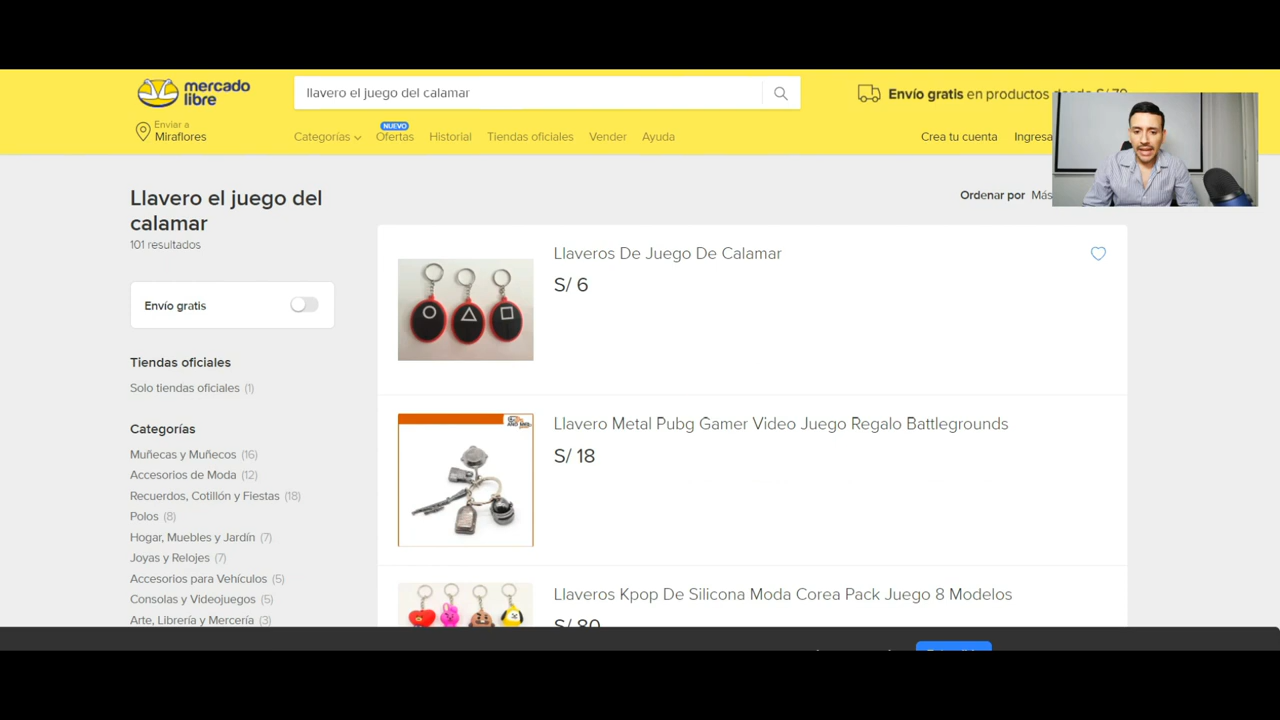 mercado
libre
llavero el juego del calamar
Envío gratis en productos desde S/ 79
Enviar a
Miraflores
Categorías
NUEVO
Ofertas
Historial
Tiendas oficiales
Vender
Ayuda
Crea tu cuenta
Ingresa
Llavero el juego del
calamar
101 resultados
Ordenar por Más
Envío gratis
Tiendas oficiales
Solo tiendas oficiales (1)
Categorías
Muñecas y Muñecos (16)
Accesorios de Moda (12)
Recuerdos, Cotillón y Fiestas (18)
Polos (8)
Hogar, Muebles y Jardín (7)
Joyas y Relojes (7)
Accesorios para Vehículos (5)
Consolas y Videojuegos (5)
Arte, Librería y Mercería (3)
Llaveros De Juego De Calamar
S/ 6
Llavero Metal Pubg Gamer Video Juego Regalo Battlegrounds
S/ 18
Llaveros Kpop De Silicona Moda Corea Pack Juego 8 Modelos
S/ 80